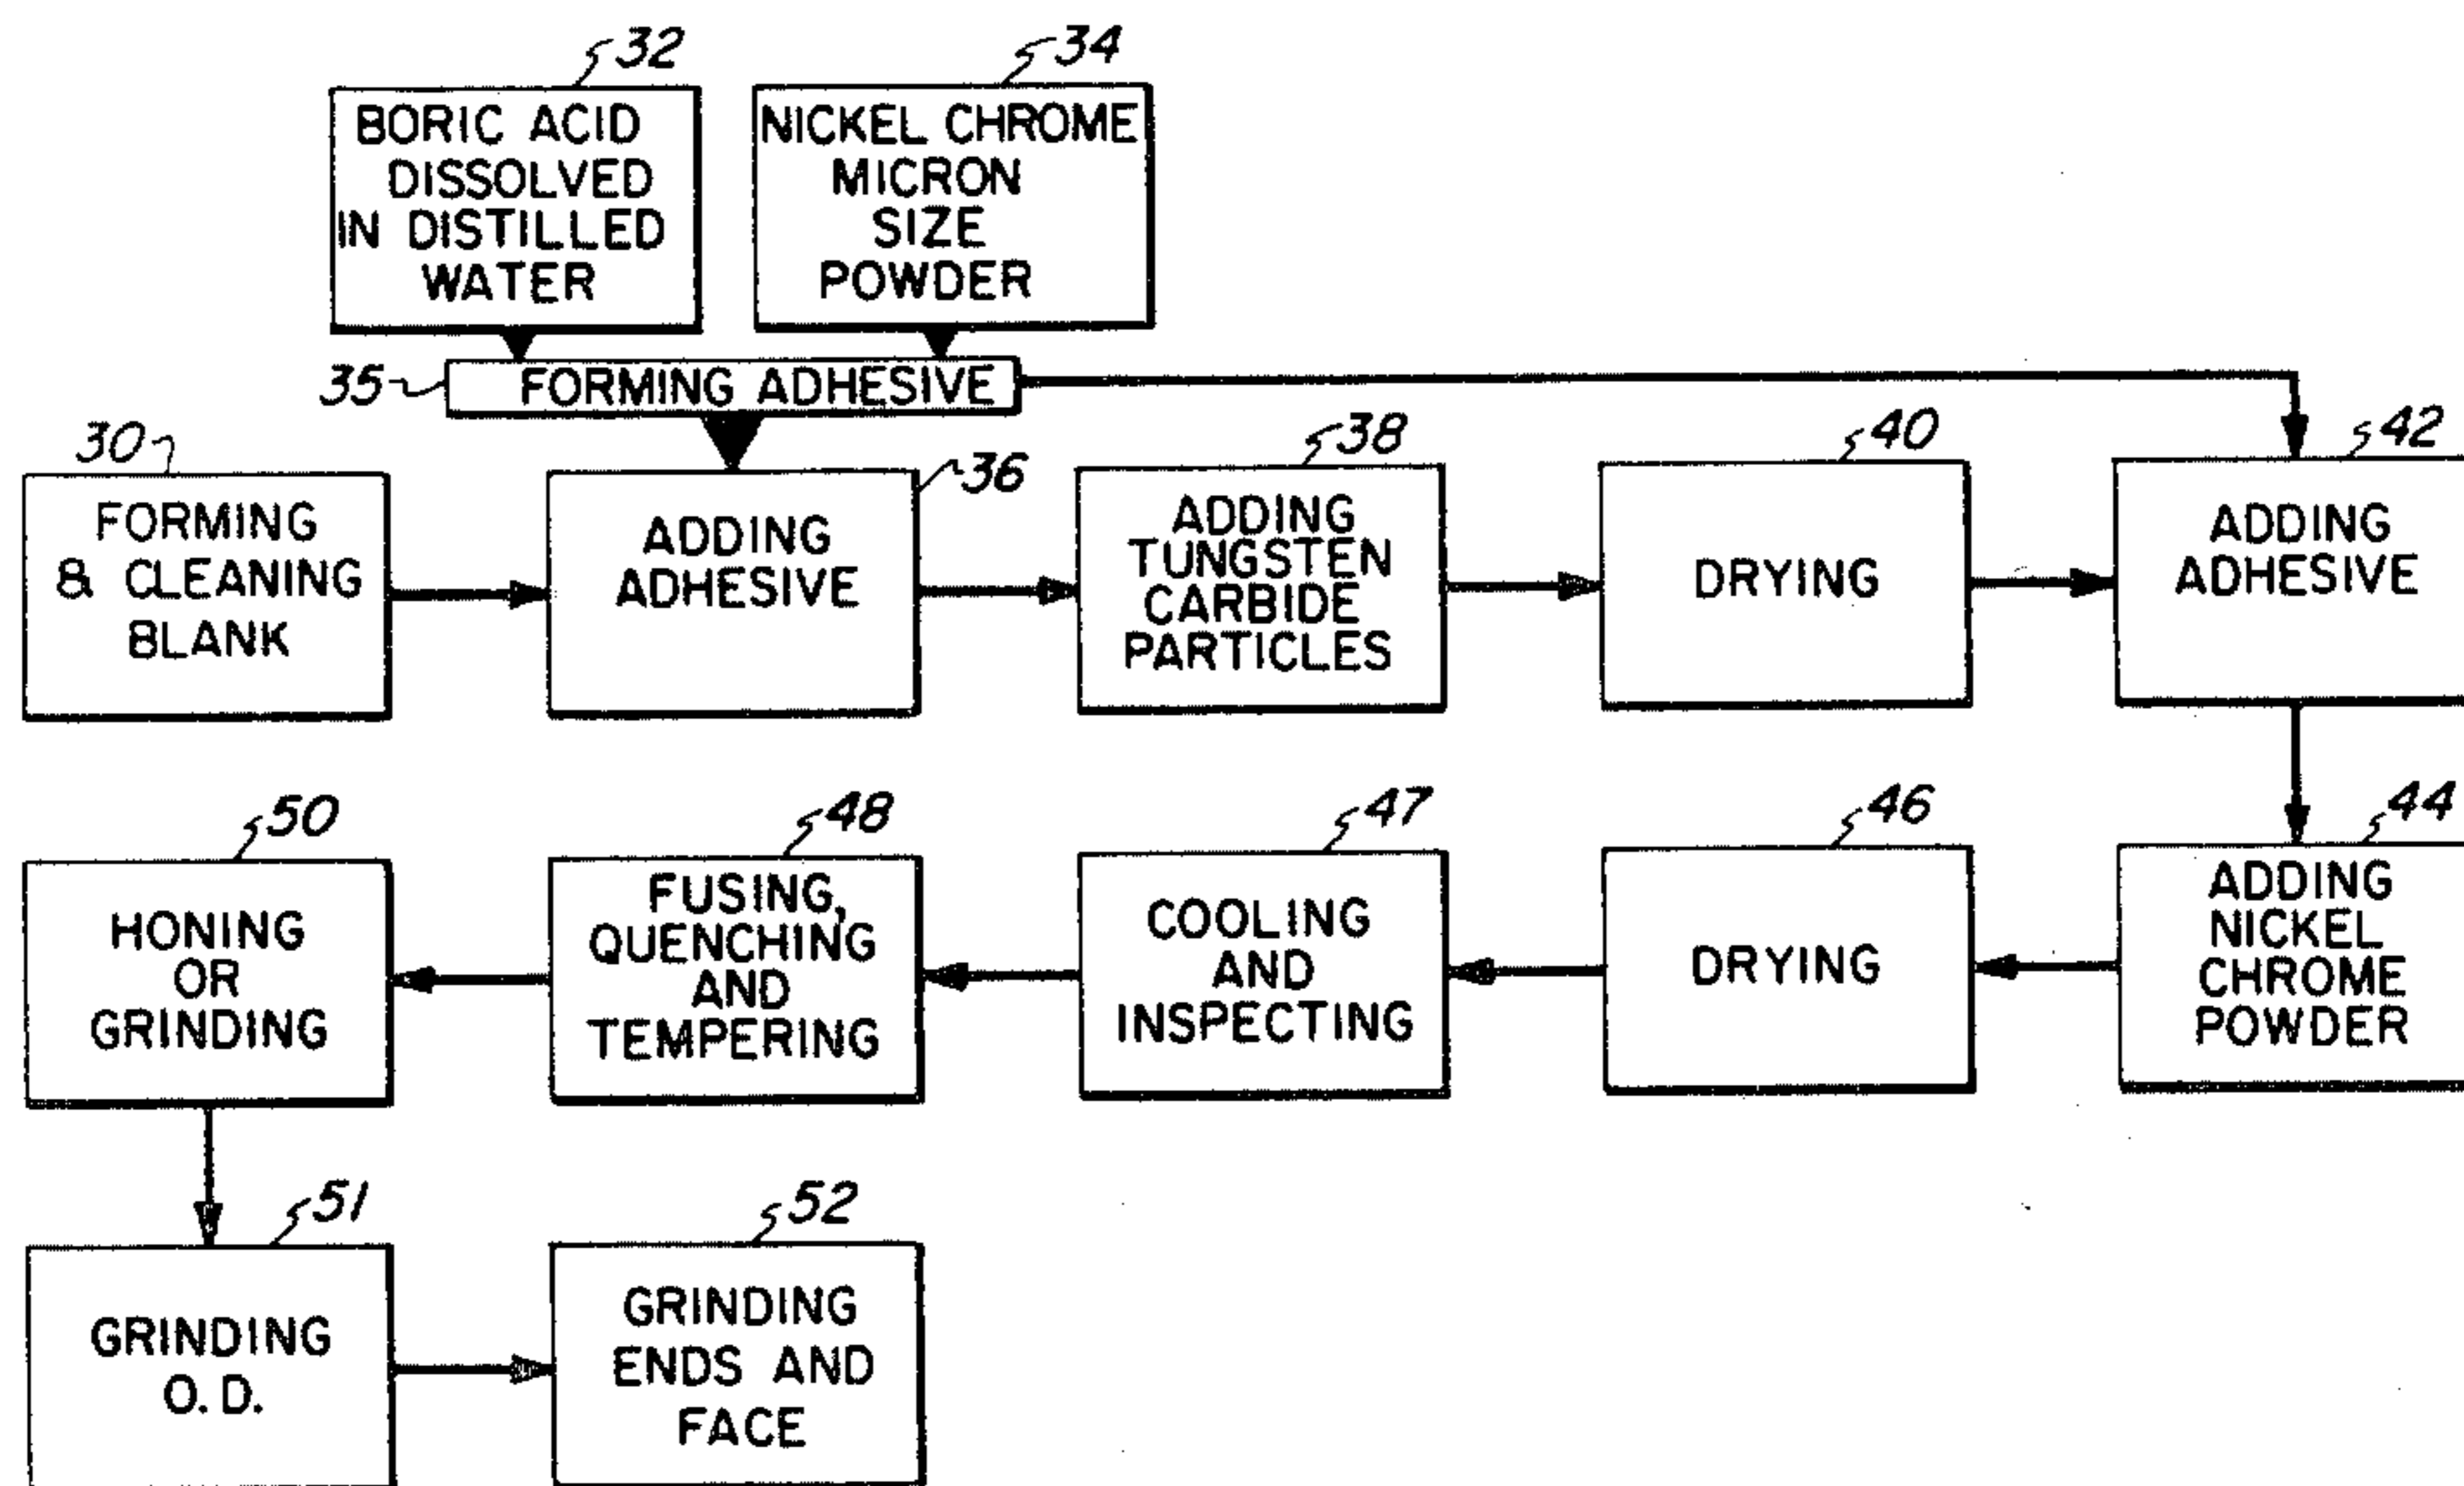 32
BORIC ACID
DISSOLVED
IN DISTILLED
WATER
34
NICKEL CHROME
MICRON
SIZE
POWDER
35
FORMING ADHESIVE
30
FORMING
& CLEANING
BLANK
36
ADDING
ADHESIVE
38
ADDING
TUNGSTEN
CARBIDE
PARTICLES
40
DRYING
42
ADDING
ADHESIVE
44
ADDING
NICKEL
CHROME
POWDER
46
DRYING
47
COOLING
AND
INSPECTING
48
FUSING,
QUENCHING
AND
TEMPERING
50
HONING
OR
GRINDING
51
GRINDING
O.D.
52
GRINDING
ENDS AND
FACE